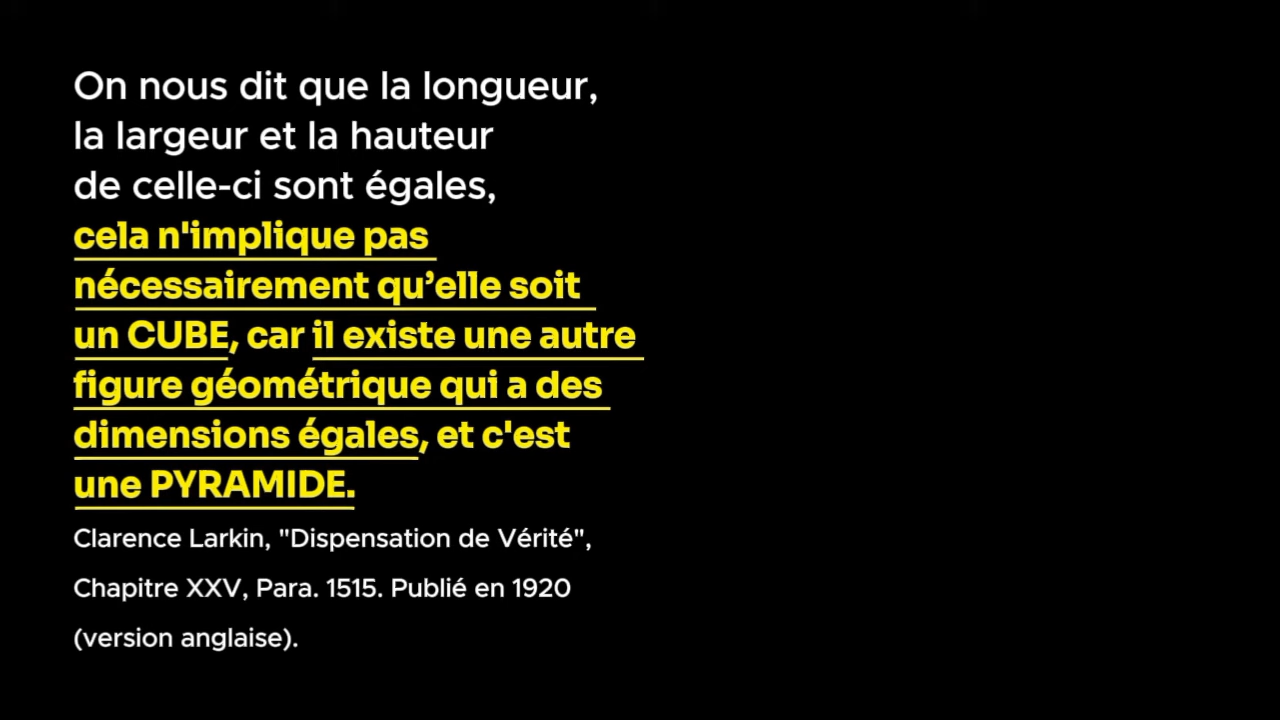 On nous dit que la longueur,
la largeur et la hauteur
de celle-ci sont égales,
cela n'implique pas
nécessairement qu’elle soit
un CUBE, car il existe une autre
figure géométrique qui a des
dimensions égales, et c'est
une PYRAMIDE.
Clarence Larkin, "Dispensation de Vérité",
Chapitre XXV, Para. 1515. Publié en 1920
(version anglaise).